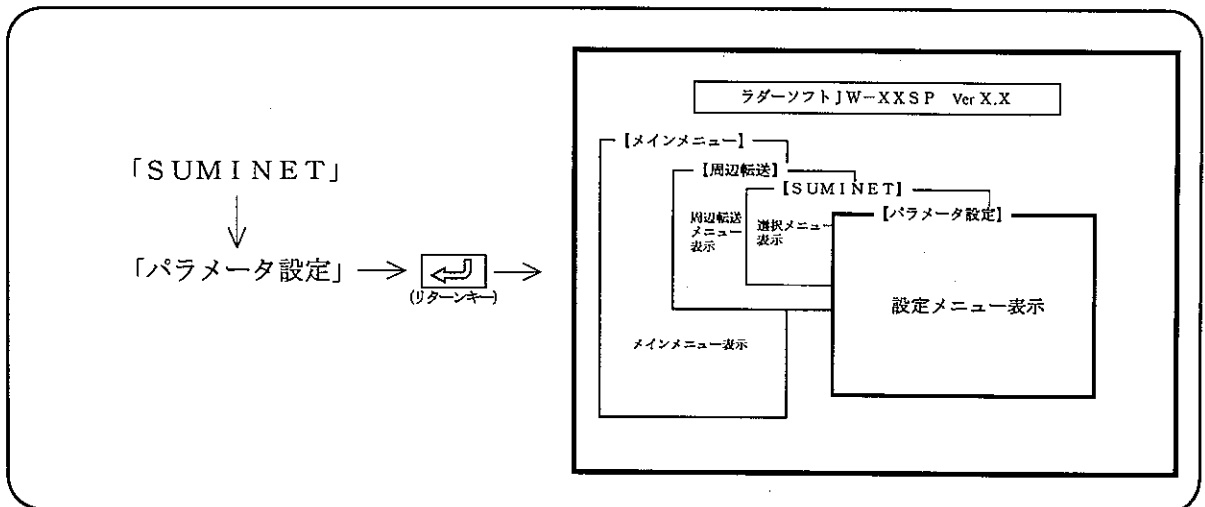 「SUMINET」
「パラメータ設定」
(リターンキー)
ラダーソフトJW-XXSP Ver X.X
【メインメニュー】
【周辺転送】
【SUMINET】
【パラメータ設定】
周辺転送
メニュー
表示
選択メニュー
表示
設定メニュー表示
メインメニュー表示